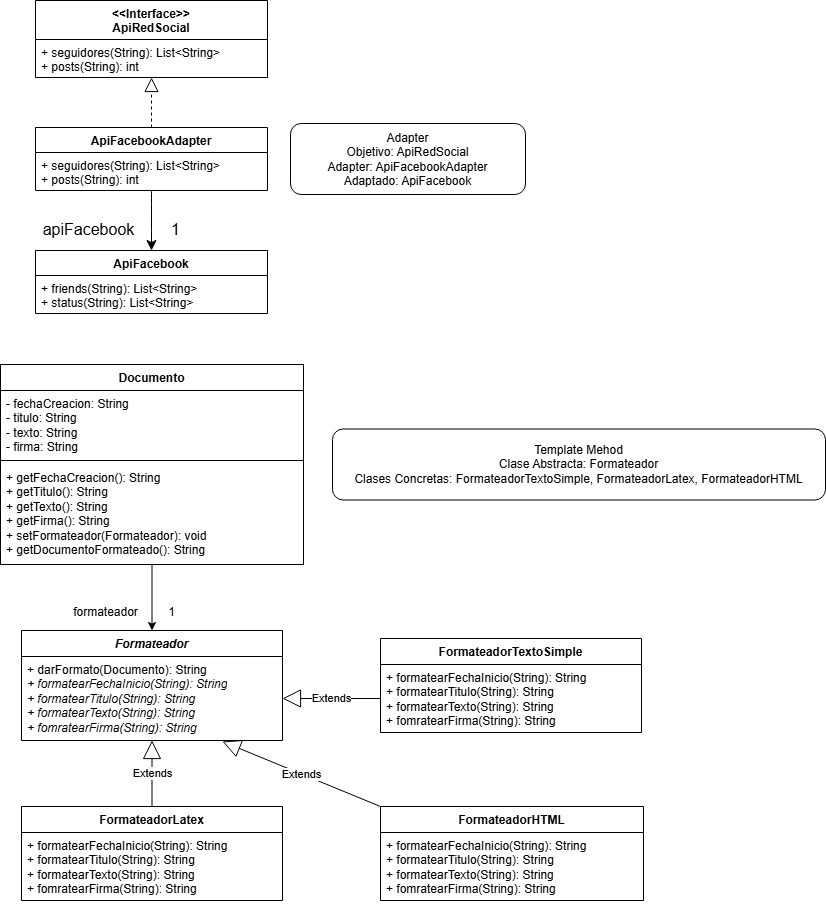 <<Interface>>
ApiRedSocial
+ seguidores(String): List<String>
+ posts(String): int
ApiFacebookAdapter
+ seguidores(String): List<String>
+ posts(String): int
Adapter
Objetivo: ApiRedSocial
Adapter: ApiFacebookAdapter
Adaptado: ApiFacebook
apiFacebook 1
ApiFacebook
+ friends(String): List<String>
+ status(String): List<String>
Documento
- fechaCreacion: String
- titulo: String
- texto: String
- firma: String
+ getFechaCreacion(): String
+ getTitulo(): String
+ getTexto(): String
+ getFirma(): String
+ setFormateador(Formateador): void
+ getDocumentoFormateado(): String
Template Mehod
Clase Abstracta: Formateador
Clases Concretas: FormateadorTextoSimple, FormateadorLatex, FormateadorHTML
formateador 1
Formateador
+ darFormato(Documento): String
+ formatearFechaInicio(String): String
+ formatearTitulo(String): String
+ formatearTexto(String): String
+ fomratearFirma(String): String
Extends
FormateadorTextoSimple
+ formatearFechaInicio(String): String
+ formatearTitulo(String): String
+ formatearTexto(String): String
+ fomratearFirma(String): String
Extends
Extends
FormateadorLatex
+ formatearFechaInicio(String): String
+ formatearTitulo(String): String
+ formatearTexto(String): String
+ fomratearFirma(String): String
FormateadorHTML
+ formatearFechaInicio(String): String
+ formatearTitulo(String): String
+ formatearTexto(String): String
+ fomratearFirma(String): String